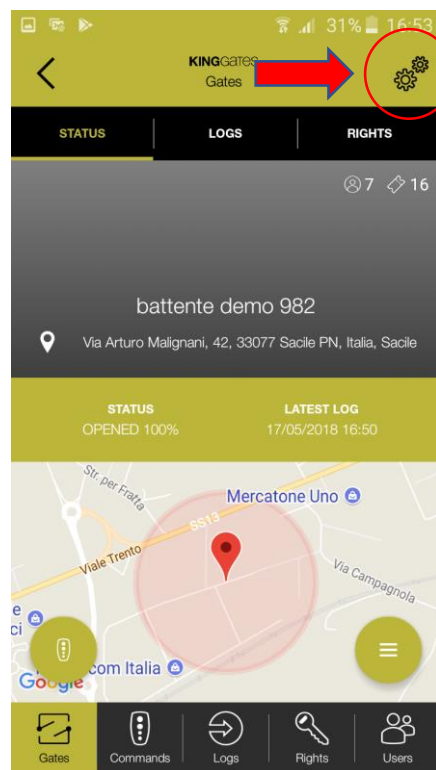 31% 16:53
KINGGates
Gates
STATUS LOGS RIGHTS
7 16
battente demo 982
Via Arturo Malignani, 42, 33077 Sacile PN, Italia, Sacile
STATUS LATEST LOG
OPENED 100% 17/05/2018 16:50
Str. per Fratta
Mercatone Uno
SS13
Viale Trento
Via Campagnola
e
ci
com Italia
Google
Gates Commands Logs Rights Users